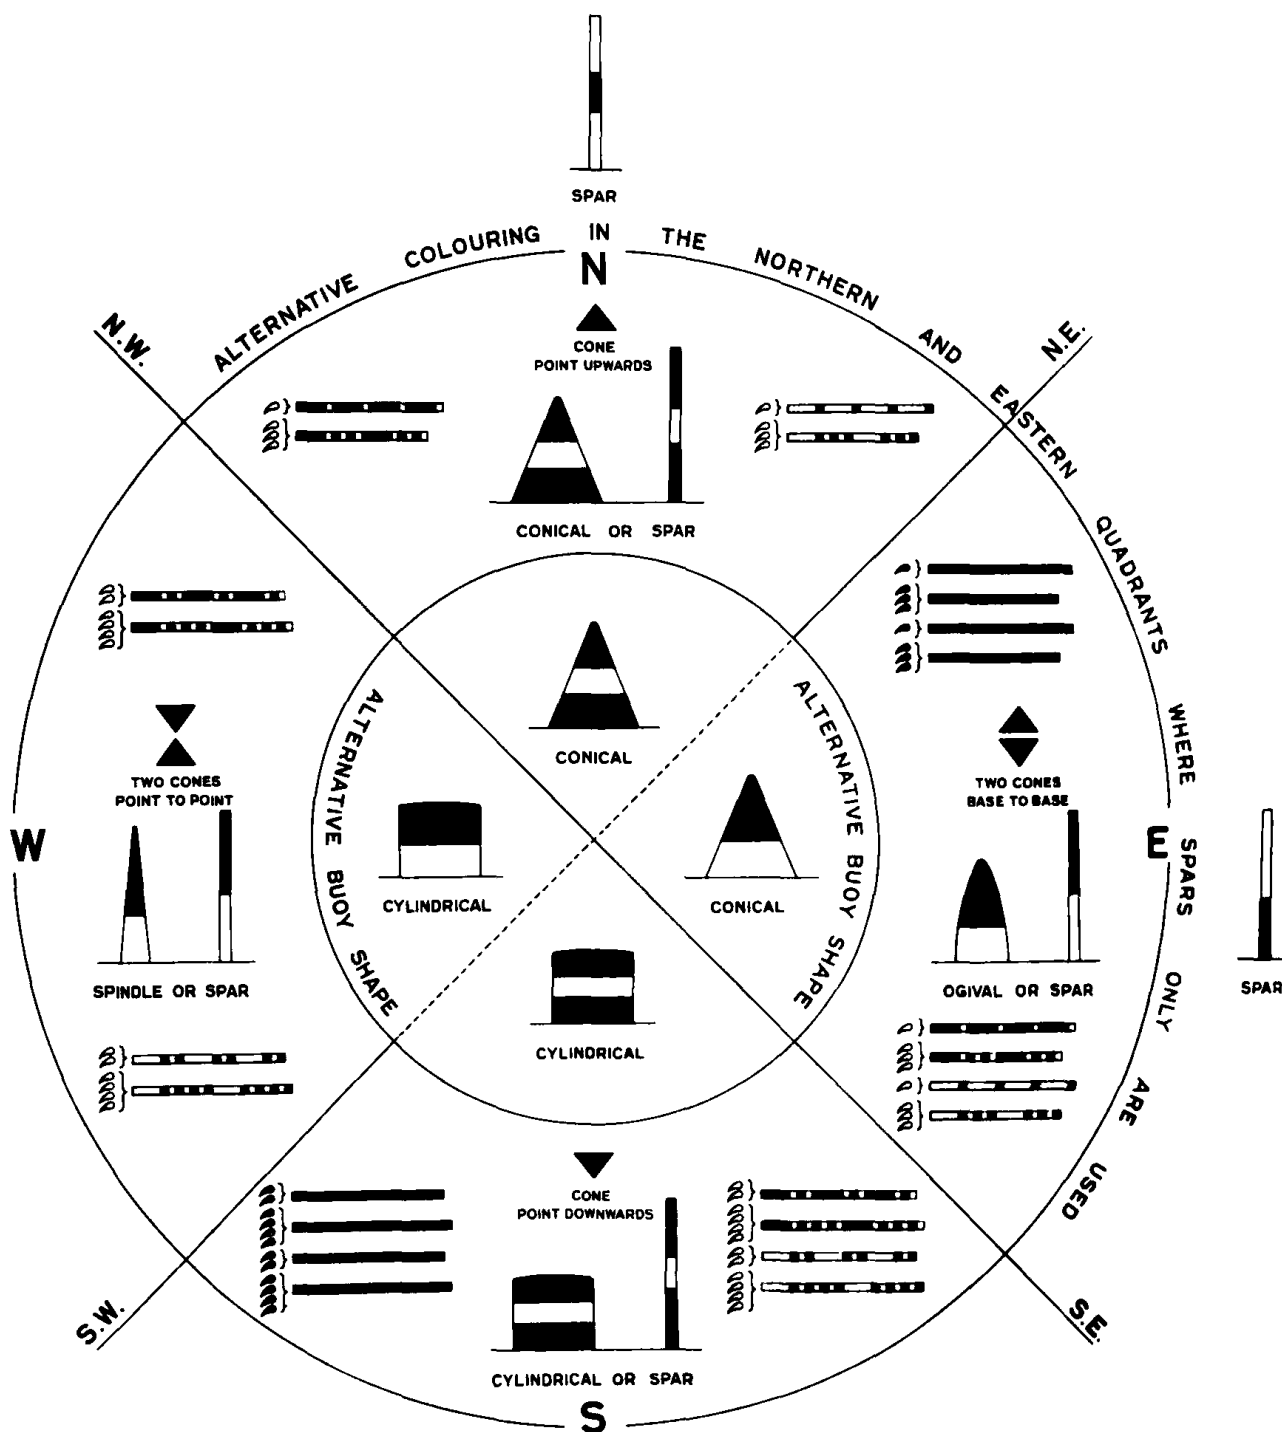 SPAR
ALTERNATIVE COLOURING IN THE NORTHERN AND EASTERN QUADRANTS WHERE SPARS ONLY ARE USED
N
N.W.
N.E.
CONE
POINT UPWARDS
CONICAL OR SPAR
CONICAL
ALTERNATIVE BUOY SHAPE
ALTERNATIVE BUOY SHAPE
TWO CONES
POINT TO POINT
TWO CONES
BASE TO BASE
W
E
CYLINDRICAL
CONICAL
SPINDLE OR SPAR
OGIVAL OR SPAR
SPAR
CYLINDRICAL
CONE
POINT DOWNWARDS
S.W.
S.E.
CYLINDRICAL OR SPAR
S